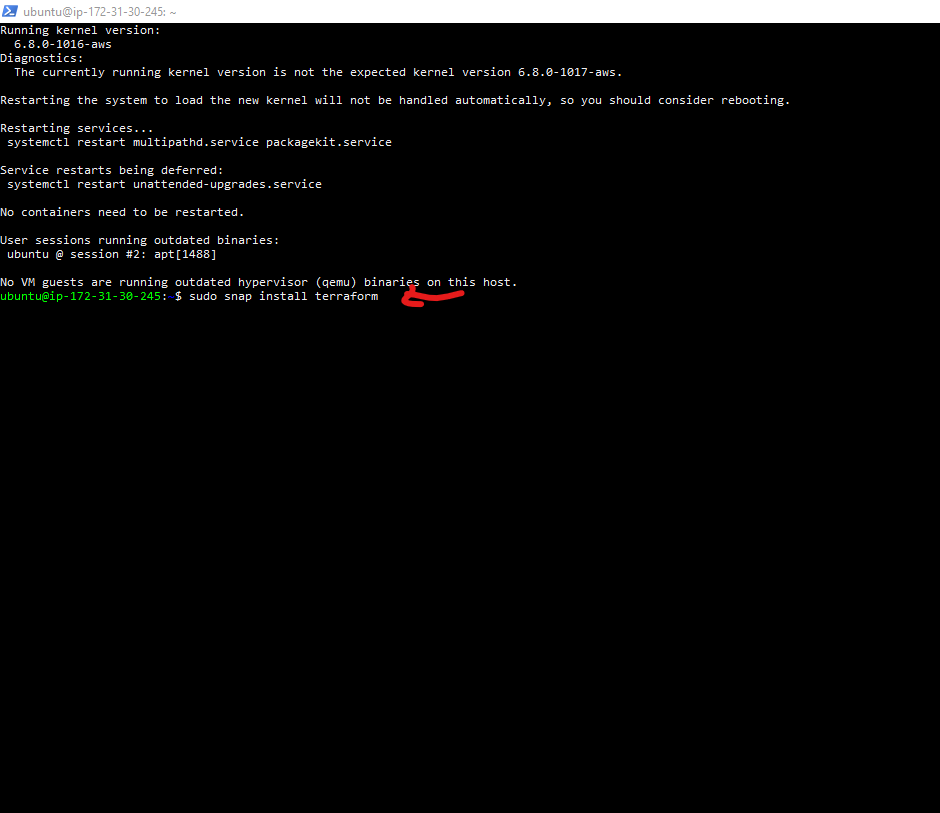 ubuntu@ip-172-31-30-245: ~
Running kernel version:
  6.8.0-1016-aws
Diagnostics:
  The currently running kernel version is not the expected kernel version 6.8.0-1017-aws.
Restarting the system to load the new kernel will not be handled automatically, so you should consider rebooting.
Restarting services...
 systemctl restart multipathd.service packagekit.service
Service restarts being deferred:
 systemctl restart unattended-upgrades.service
No containers need to be restarted.
User sessions running outdated binaries:
 ubuntu @ session #2: apt[1488]
No VM guests are running outdated hypervisor (qemu) binaries on this host.
ubuntu@ip-172-31-30-245:~$ sudo snap install terraform